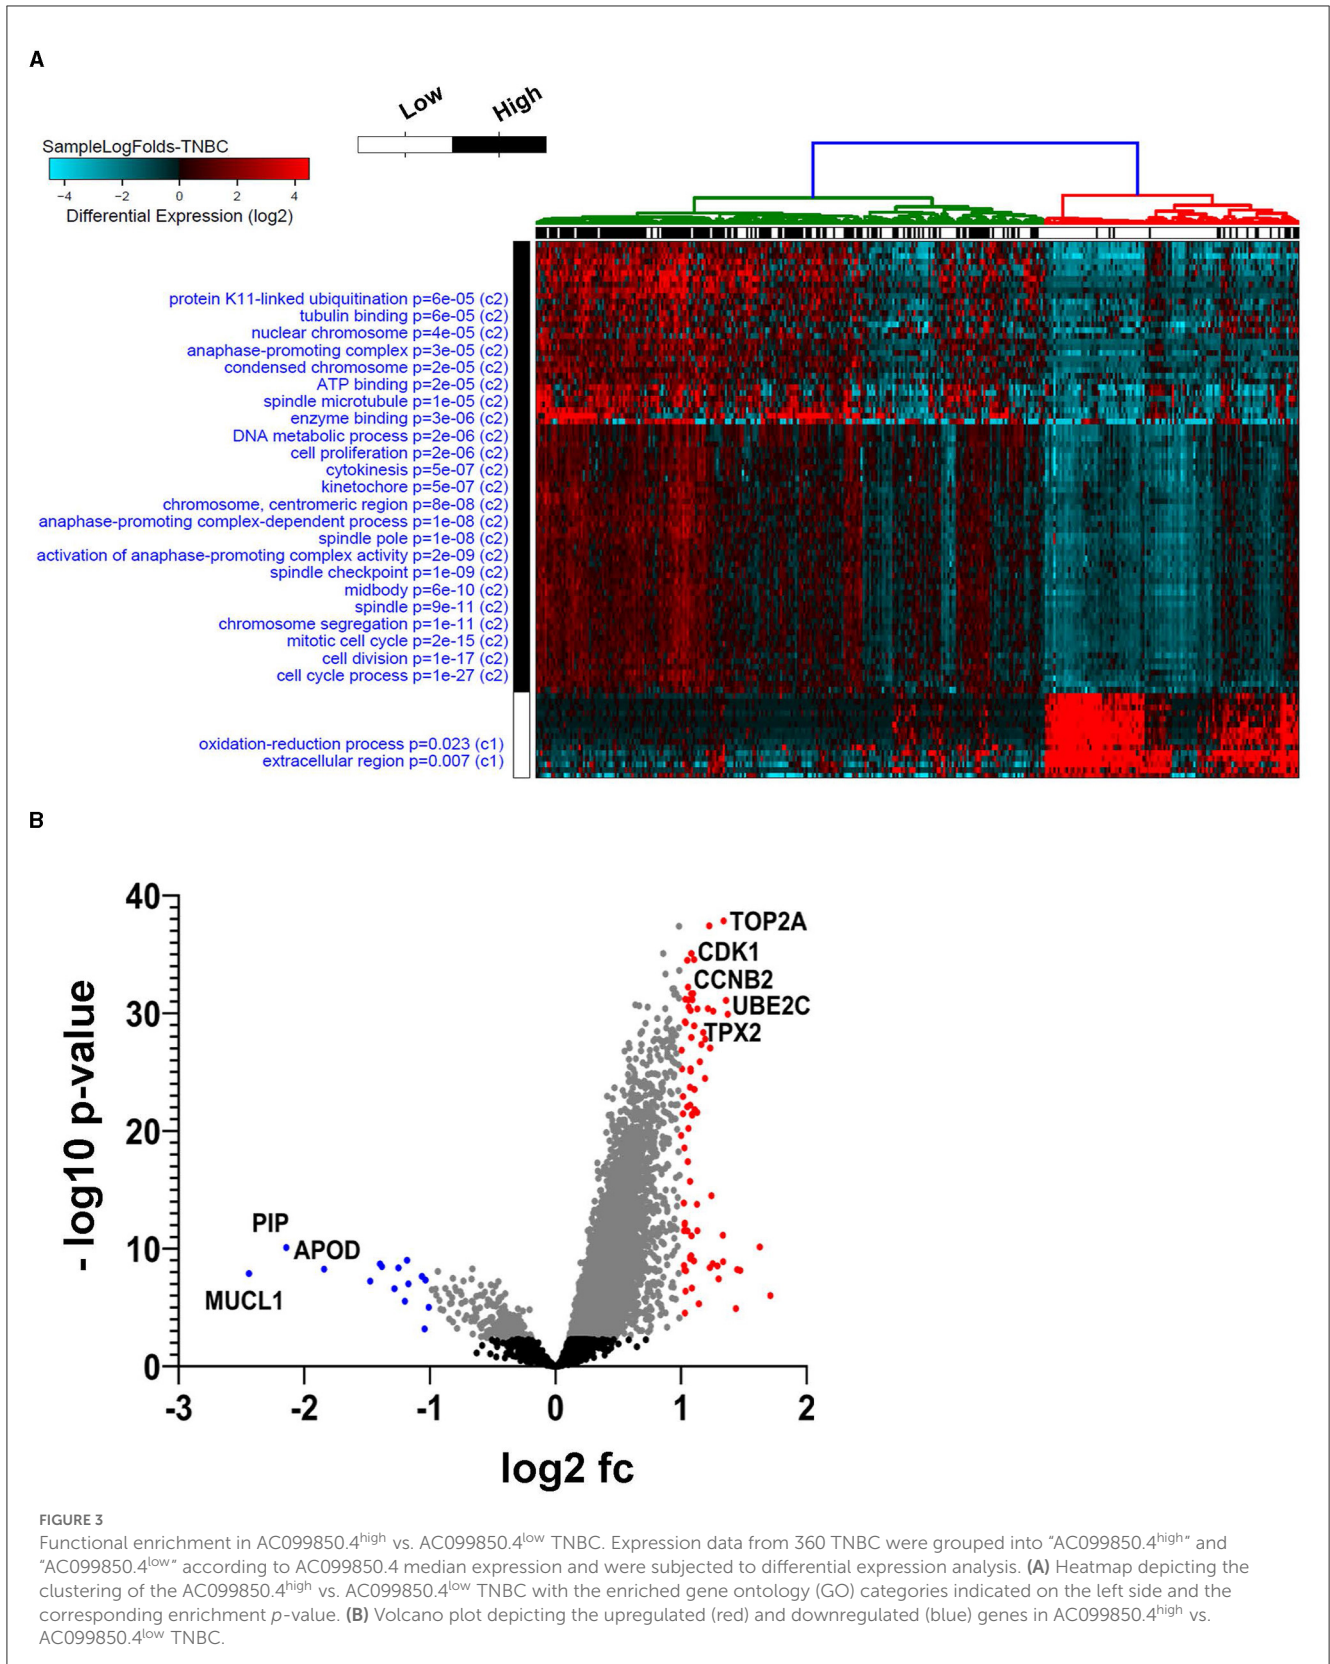 A
Low High
SampleLogFolds-TNBC
-4 -2 0 2 4
Differential Expression (log2)
protein K11-linked ubiquitination p=6e-05 (c2)
tubulin binding p=6e-05 (c2)
nuclear chromosome p=4e-05 (c2)
anaphase-promoting complex p=3e-05 (c2)
condensed chromosome p=2e-05 (c2)
ATP binding p=2e-05 (c2)
spindle microtubule p=1e-05 (c2)
enzyme binding p=3e-06 (c2)
DNA metabolic process p=2e-06 (c2)
cell proliferation p=2e-06 (c2)
cytokinesis p=5e-07 (c2)
kinetochore p=5e-07 (c2)
chromosome, centromeric region p=8e-08 (c2)
anaphase-promoting complex-dependent process p=1e-08 (c2)
spindle pole p=1e-08 (c2)
activation of anaphase-promoting complex activity p=2e-09 (c2)
spindle checkpoint p=1e-09 (c2)
midbody p=6e-10 (c2)
spindle p=9e-11 (c2)
chromosome segregation p=1e-11 (c2)
mitotic cell cycle p=2e-15 (c2)
cell division p=1e-17 (c2)
cell cycle process p=1e-27 (c2)
oxidation-reduction process p=0.023 (c1)
extracellular region p=0.007 (c1)
B
- log10 p-value
40
30
20
10
0
TOP2A
CDK1
CCNB2
UBE2C
TPX2
PIP
APOD
MUCL1
-3 -2 -1 0 1 2
log2 fc
FIGURE 3
Functional enrichment in AC099850.4high vs. AC099850.4low TNBC. Expression data from 360 TNBC were grouped into “AC099850.4high” and
“AC099850.4low” according to AC099850.4 median expression and were subjected to differential expression analysis. (A) Heatmap depicting the
clustering of the AC099850.4high vs. AC099850.4low TNBC with the enriched gene ontology (GO) categories indicated on the left side and the
corresponding enrichment p-value. (B) Volcano plot depicting the upregulated (red) and downregulated (blue) genes in AC099850.4high vs.
AC099850.4low TNBC.